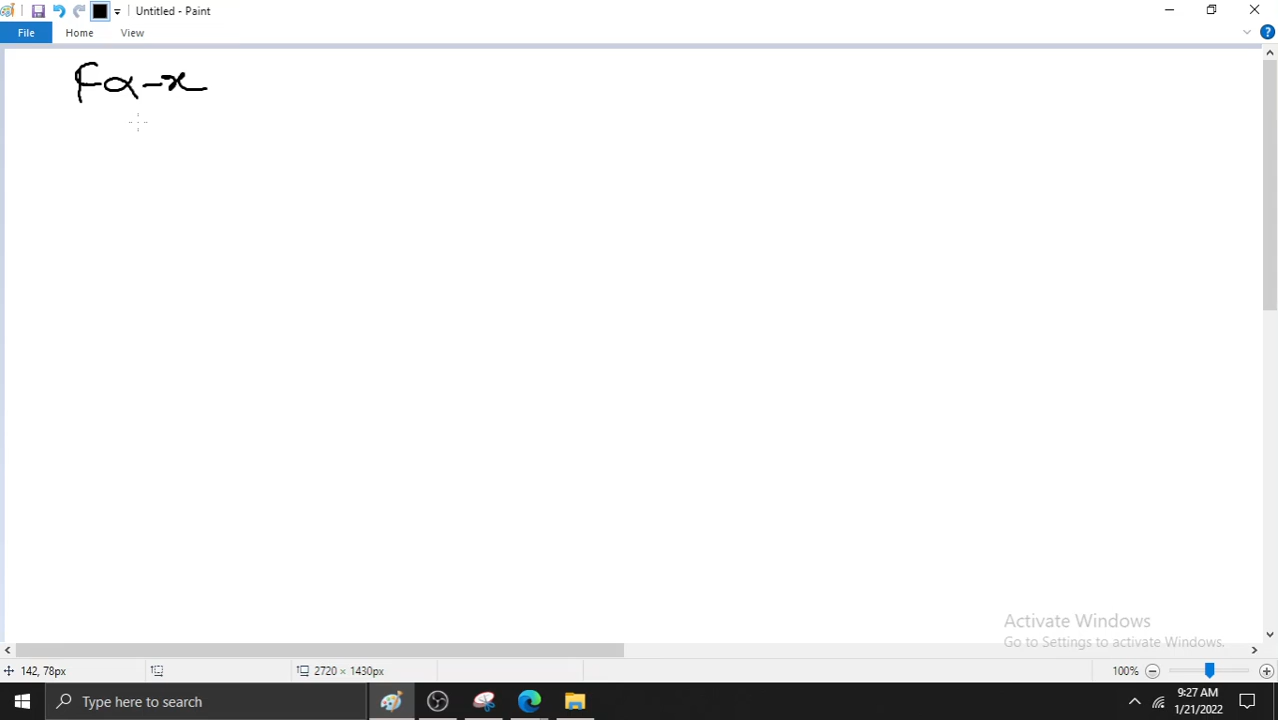 Untitled - Paint
File Home View
F α - x
Activate Windows
Go to Settings to activate Windows.
142, 78px 2720 × 1430px 100%
Type here to search
9:27 AM
1/21/2022